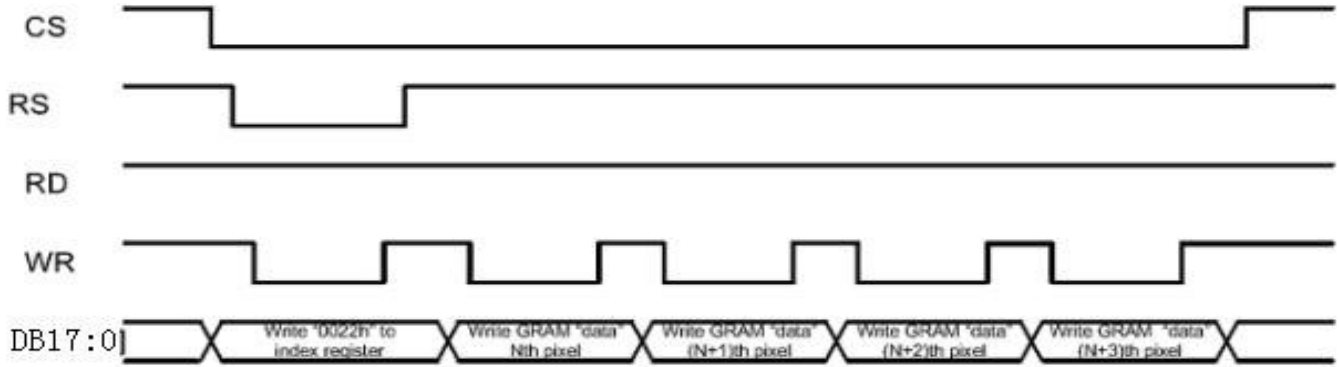 CS
RS
RD
WR
DB17:0]
Write "0022h" to
index register
Write GRAM "data"
Nth pixel
Write GRAM "data"
(N+1)th pixel
Write GRAM "data"
(N+2)th pixel
Write GRAM "data"
(N+3)th pixel